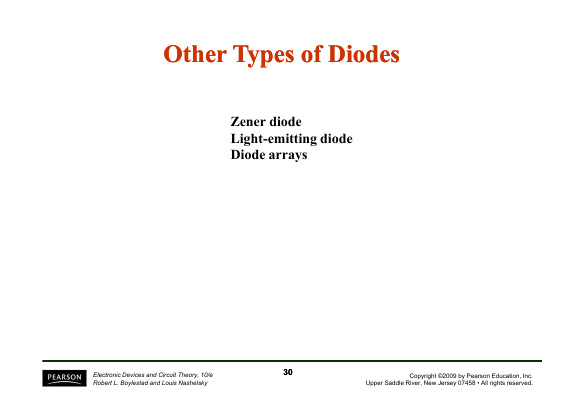 Other Types of Diodes
Zener diode
Light-emitting diode
Diode arrays
PEARSON
Electronic Devices and Circuit Theory, 10/e
Robert L. Boylestad and Louis Nashelsky
30
Copyright ©2009 by Pearson Education, Inc.
Upper Saddle River, New Jersey 07458 • All rights reserved.